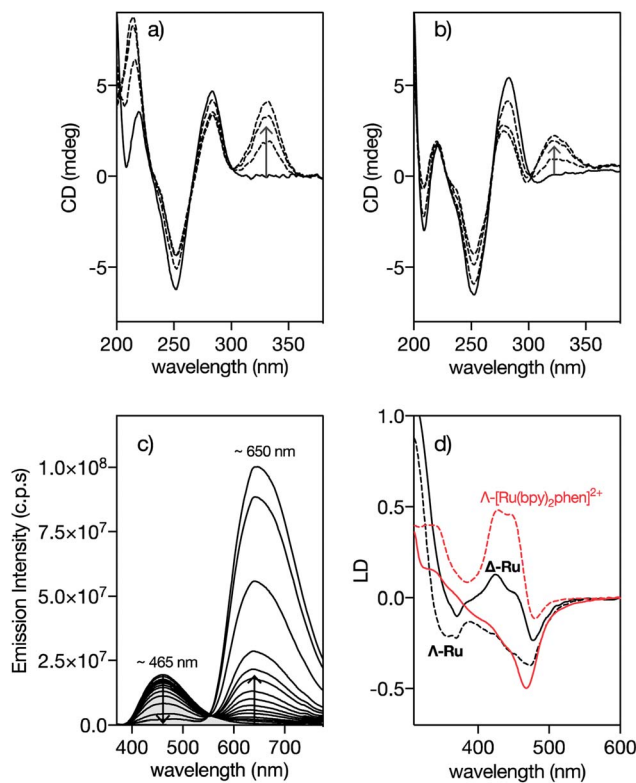 a)
5
0
-5
CD (mdeg)
200 250 300 350
wavelength (nm)
b)
5
0
-5
CD (mdeg)
200 250 300 350
wavelength (nm)
c)
~ 650 nm
1.0×10⁸
7.5×10⁷
5.0×10⁷
2.5×10⁷
0.0
~ 465 nm
Emission Intensity (c.p.s)
400 500 600 700
wavelength (nm)
d)
1.0
0.5
0.0
-0.5
LD
Λ-[Ru(bpy)₂phen]²⁺
Δ-Ru
Λ-Ru
400 500 600
wavelength (nm)